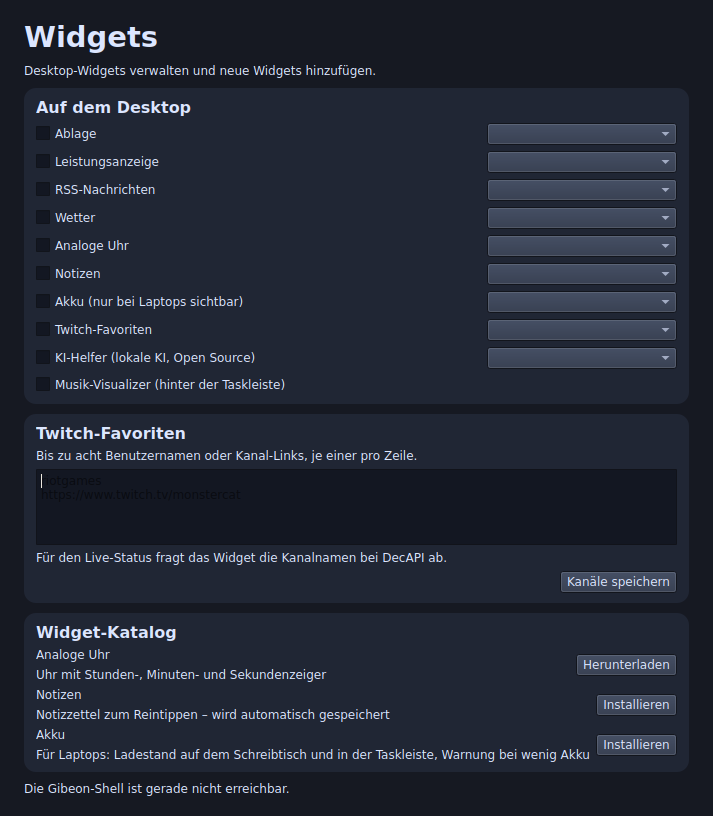 Widgets
Desktop-Widgets verwalten und neue Widgets hinzufügen.
Auf dem Desktop
Ablage
Leistungsanzeige
RSS-Nachrichten
Wetter
Analoge Uhr
Notizen
Akku (nur bei Laptops sichtbar)
Twitch-Favoriten
KI-Helfer (lokale KI, Open Source)
Musik-Visualizer (hinter der Taskleiste)
Twitch-Favoriten
Bis zu acht Benutzernamen oder Kanal-Links, je einer pro Zeile.
https://www.twitch.tv/monstercat
Für den Live-Status fragt das Widget die Kanalnamen bei DecAPI ab.
Kanäle speichern
Widget-Katalog
Analoge Uhr
Uhr mit Stunden-, Minuten- und Sekundenzeiger
Herunterladen
Notizen
Notizzettel zum Reintippen – wird automatisch gespeichert
Installieren
Akku
Für Laptops: Ladestand auf dem Schreibtisch und in der Taskleiste, Warnung bei wenig Akku
Installieren
Die Gibeon-Shell ist gerade nicht erreichbar.